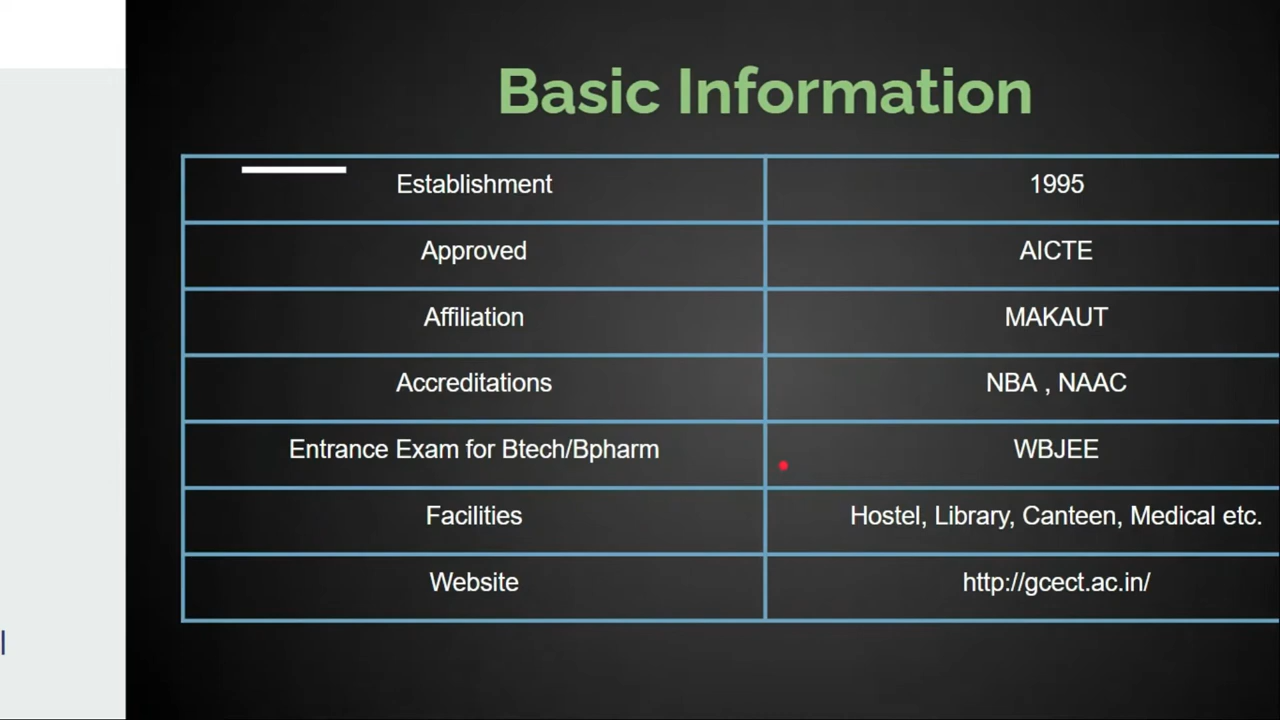 Basic Information
Establishment 1995
Approved AICTE
Affiliation MAKAUT
Accreditations NBA , NAAC
Entrance Exam for Btech/Bpharm WBJEE
Facilities Hostel, Library, Canteen, Medical etc.
Website http://gcect.ac.in/